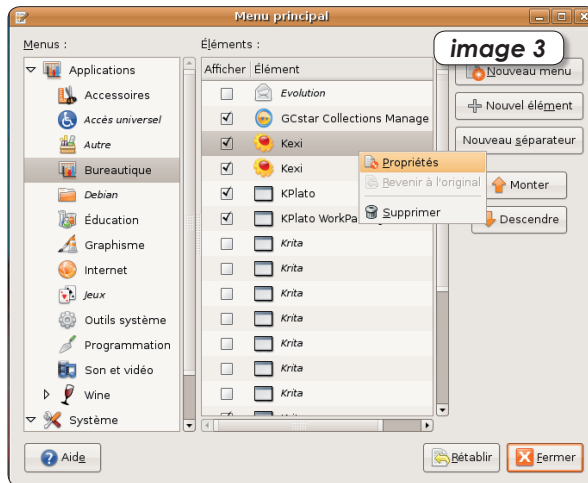 Menu principal
image 3
Menus :
Applications
Accessoires
Accès universel
Autre
Bureautique
Debian
Éducation
Graphisme
Internet
Jeux
Outils système
Programmation
Son et vidéo
Wine
Système
Éléments :
Afficher Élément
Evolution
GCstar Collections Manage
Kexi
Kexi
KPlato
KPlato WorkPa
Krita
Krita
Krita
Krita
Krita
Krita
Krita
Propriétés
Revenir à l'original
Supprimer
Nouveau menu
Nouvel élément
Nouveau séparateur
Monter
Descendre
Aide
Rétablir
Fermer